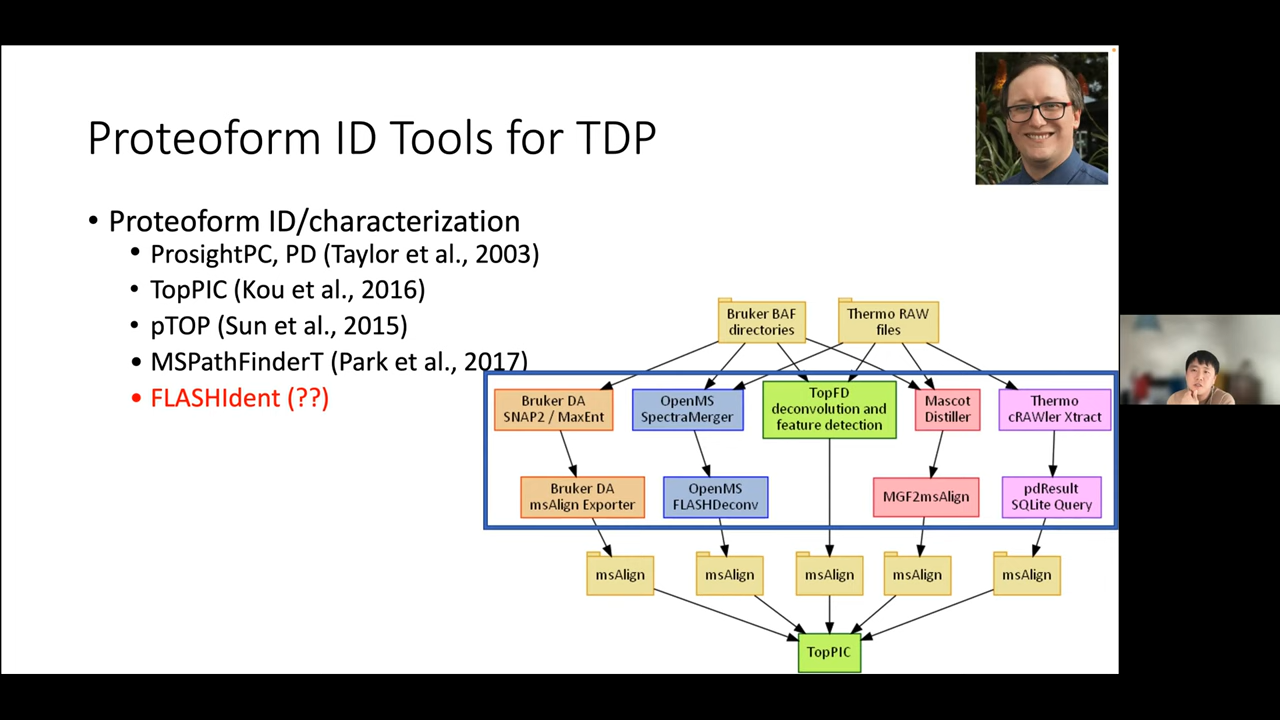 Proteoform ID Tools for TDP
• Proteoform ID/characterization
• ProsightPC, PD (Taylor et al., 2003)
• TopPIC (Kou et al., 2016)
• pTOP (Sun et al., 2015)
• MSPathFinderT (Park et al., 2017)
• FLASHIdent (??)
Bruker BAF
directories
Thermo RAW
files
Bruker DA
SNAP2 / MaxEnt
OpenMS
SpectraMerger
TopFD
deconvolution and
feature detection
Mascot
Distiller
Thermo
cRAWler Xtract
Bruker DA
msAlign Exporter
OpenMS
FLASHDeconv
MGF2msAlign
pdResult
SQLite Query
msAlign
msAlign
msAlign
msAlign
msAlign
TopPIC